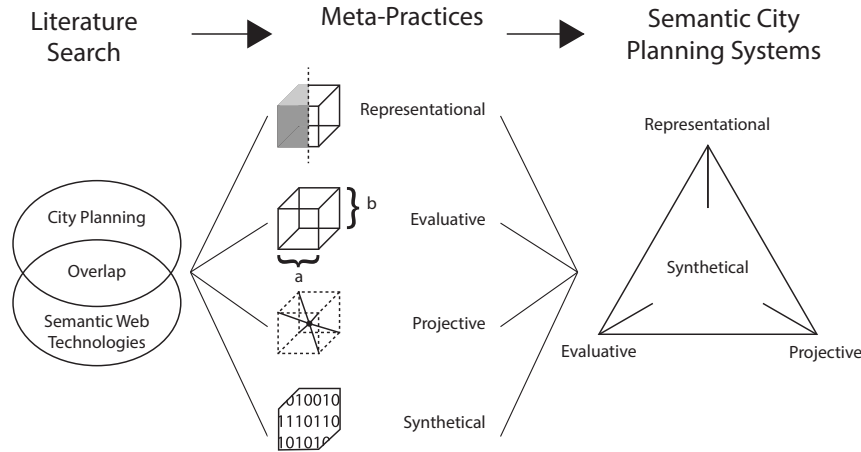 Literature
Search
Meta-Practices
Semantic City
Planning Systems
City Planning
Overlap
Semantic Web
Technologies
Representational
b
Evaluative
a
Projective
010010
1110110
10101
Synthetical
Representational
Synthetical
Evaluative
Projective